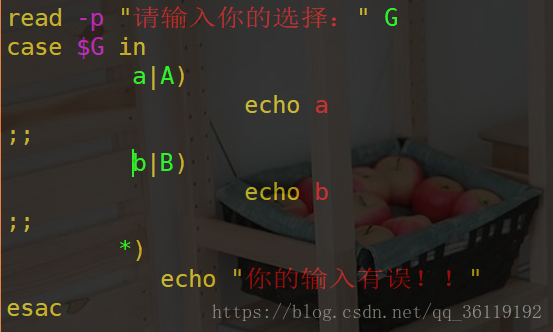 read -p "请输入你的选择：" G
case $G in
a|A)
echo a
;;
b|B)
echo b
;;
*)
echo "你的输入有误！！"
esac
https://blog.csdn.net/qq_36119192